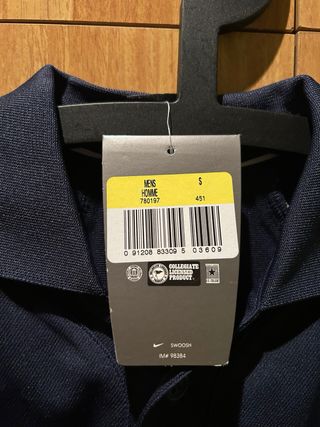 MENS S
HOMME
780197 451
0 91208 83309 5 03609
COLLEGIATE
LICENSED
PRODUCT
SWOOSH
IM# 98384